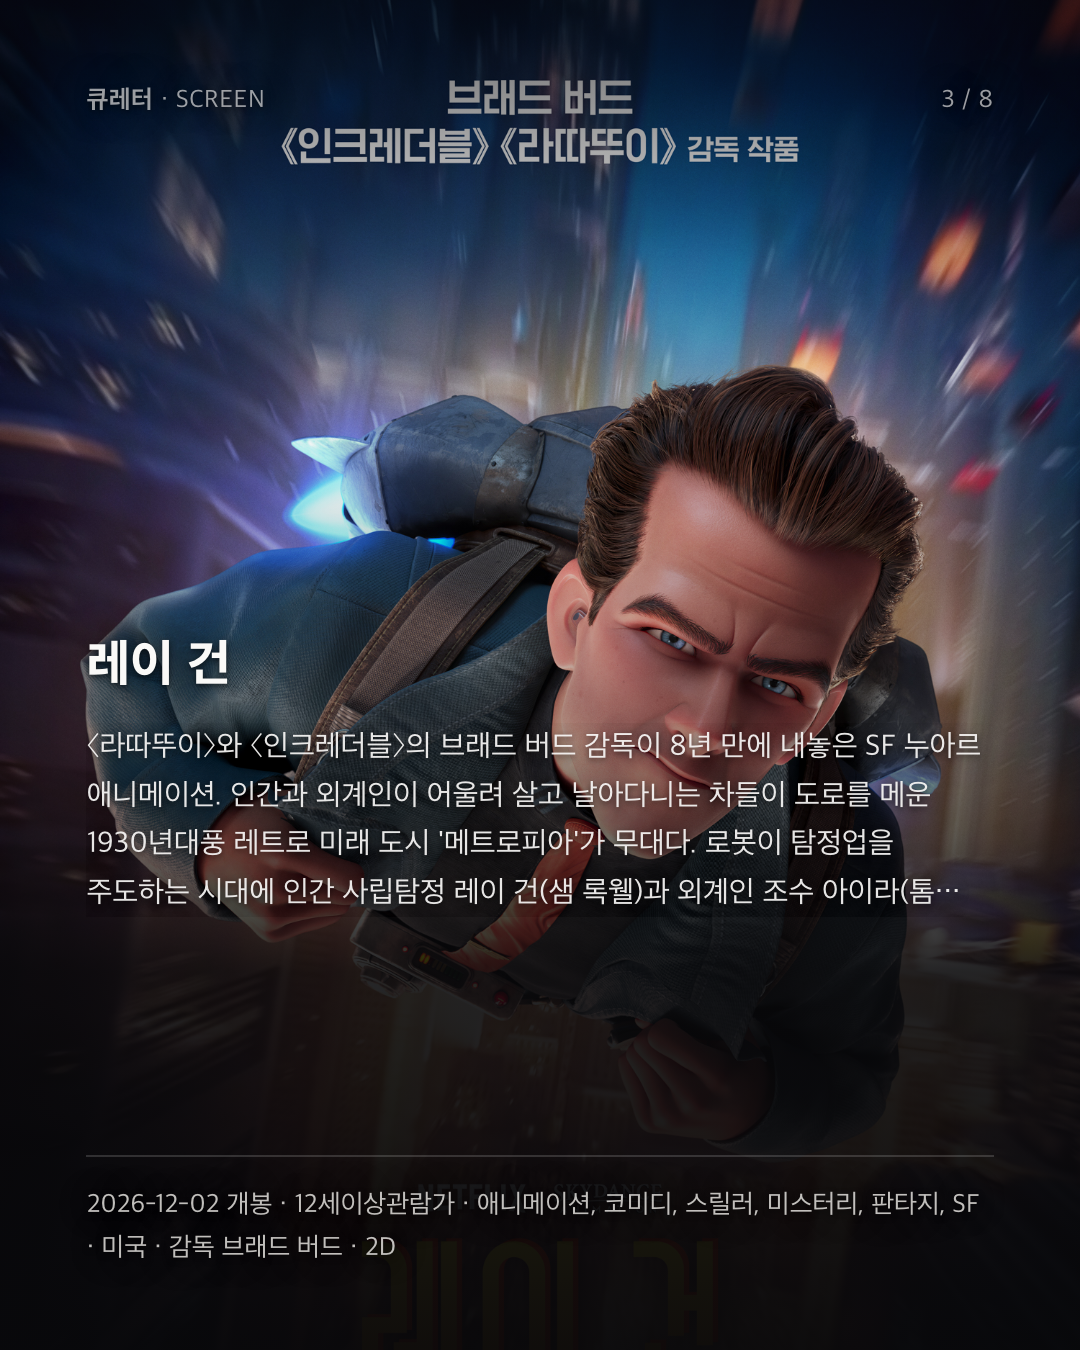 큐레터 · SCREEN
브래드 버드
《인크레더블》《라따뚜이》 감독 작품
3 / 8
레이 건
〈라따뚜이〉와 〈인크레더블〉의 브래드 버드 감독이 8년 만에 내놓은 SF 누아르
애니메이션. 인간과 외계인이 어울려 살고 날아다니는 차들이 도로를 메운
1930년대풍 레트로 미래 도시 '메트로피아'가 무대다. 로봇이 탐정업을
주도하는 시대에 인간 사립탐정 레이 건(샘 록웰)과 외계인 조수 아이라(톰…
NETFLIX SKYDANCE
2026-12-02 개봉 · 12세이상관람가 · 애니메이션, 코미디, 스릴러, 미스터리, 판타지, SF
· 미국 · 감독 브래드 버드 · 2D
레이 건